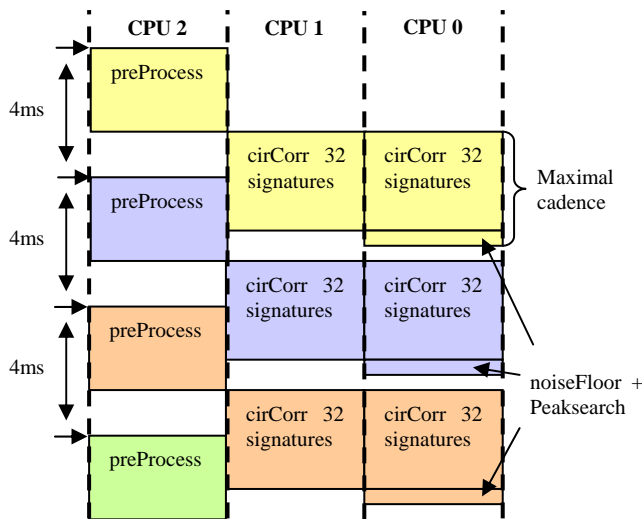 CPU 2 CPU 1 CPU 0
preProcess
4ms
cirCorr 32
signatures
cirCorr 32
signatures
Maximal
cadence
preProcess
4ms
cirCorr 32
signatures
cirCorr 32
signatures
preProcess
4ms
noiseFloor +
Peaksearch
cirCorr 32
signatures
cirCorr 32
signatures
preProcess